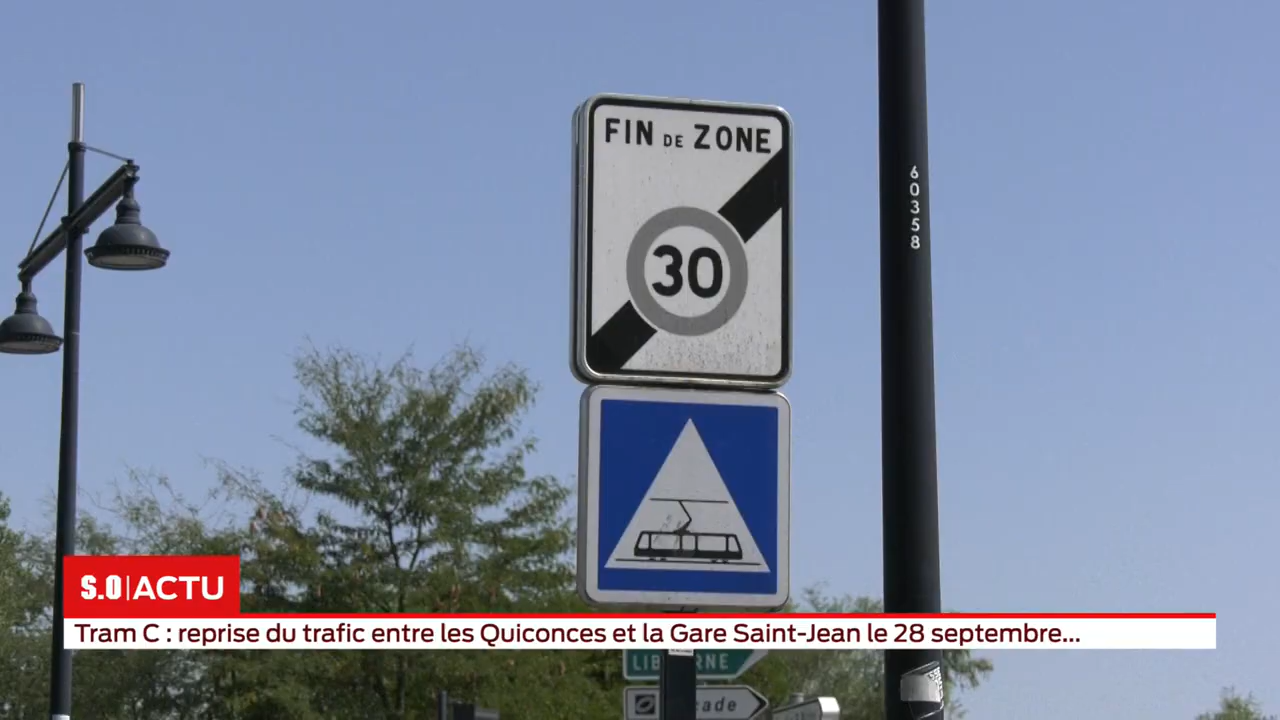 FIN DE ZONE
30
60358
S.O ACTU
Tram C : reprise du trafic entre les Quiconces et la Gare Saint-Jean le 28 septembre...